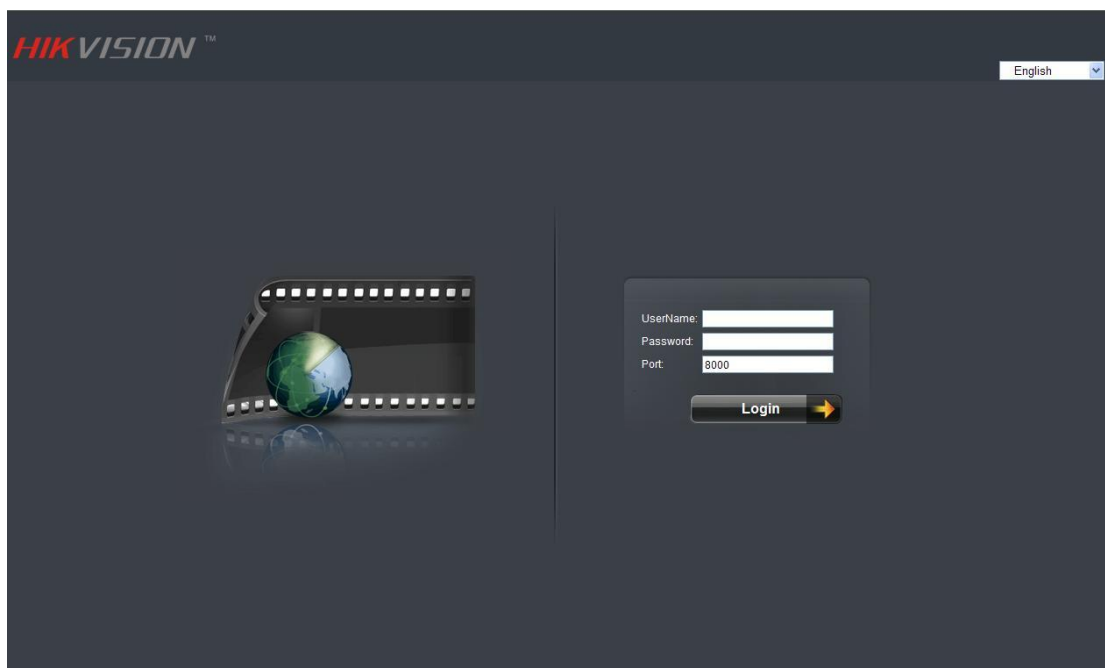 HIKVISION ™
English
UserName:
Password:
Port: 8000
Login